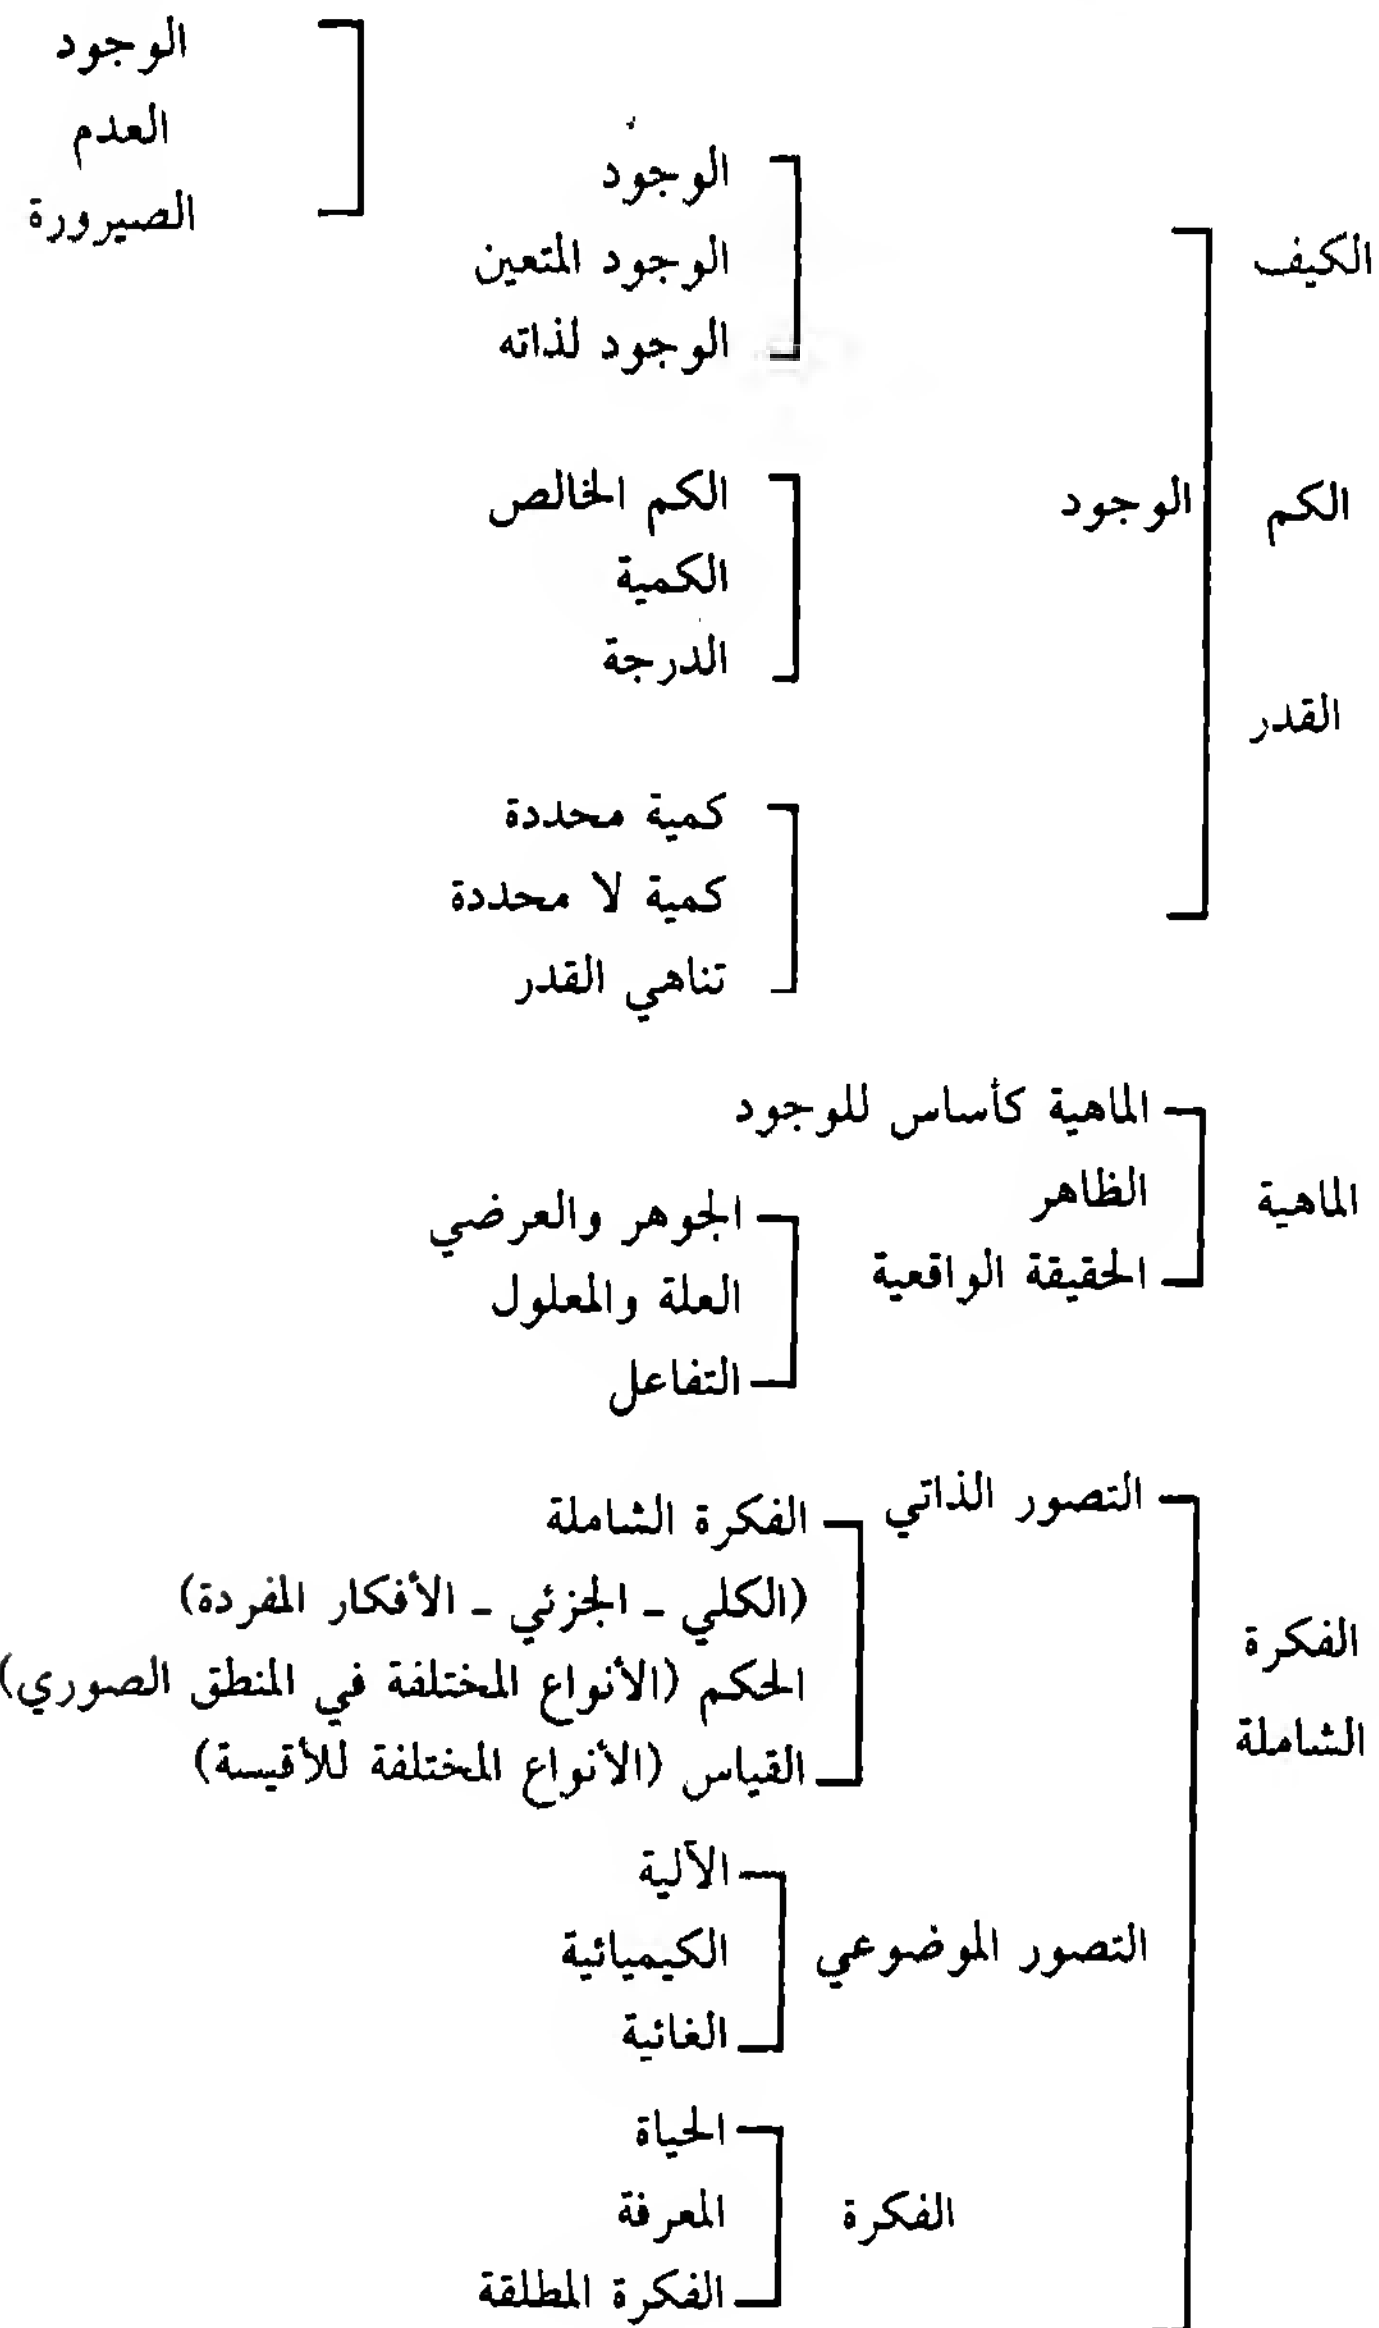 الوجود
العدم
الصيرورة
الوجود
الوجود المتعين
الوجود لذاته
الكيف
الكم الخالص
الكمية
الدرجة
الوجود
الكم
القدر
كمية محددة
كمية لا محددة
تناهي القدر
الماهية
الماهية كأساس للوجود
الظاهر
الحقيقة الواقعية
الجوهر والعرضي
العلة والمعلول
التفاعل
الفكرة
الشاملة
التصور الذاتي
الفكرة الشاملة
(الكلي - الجزئي - الأفكار المفردة)
الحكم (الأنواع المختلفة في المنطق الصوري)
القياس (الأنواع المختلفة للأقيسة)
التصور الموضوعي
الآلية
الكيميائية
الغائية
الفكرة
الحياة
المعرفة
الفكرة المطلقة